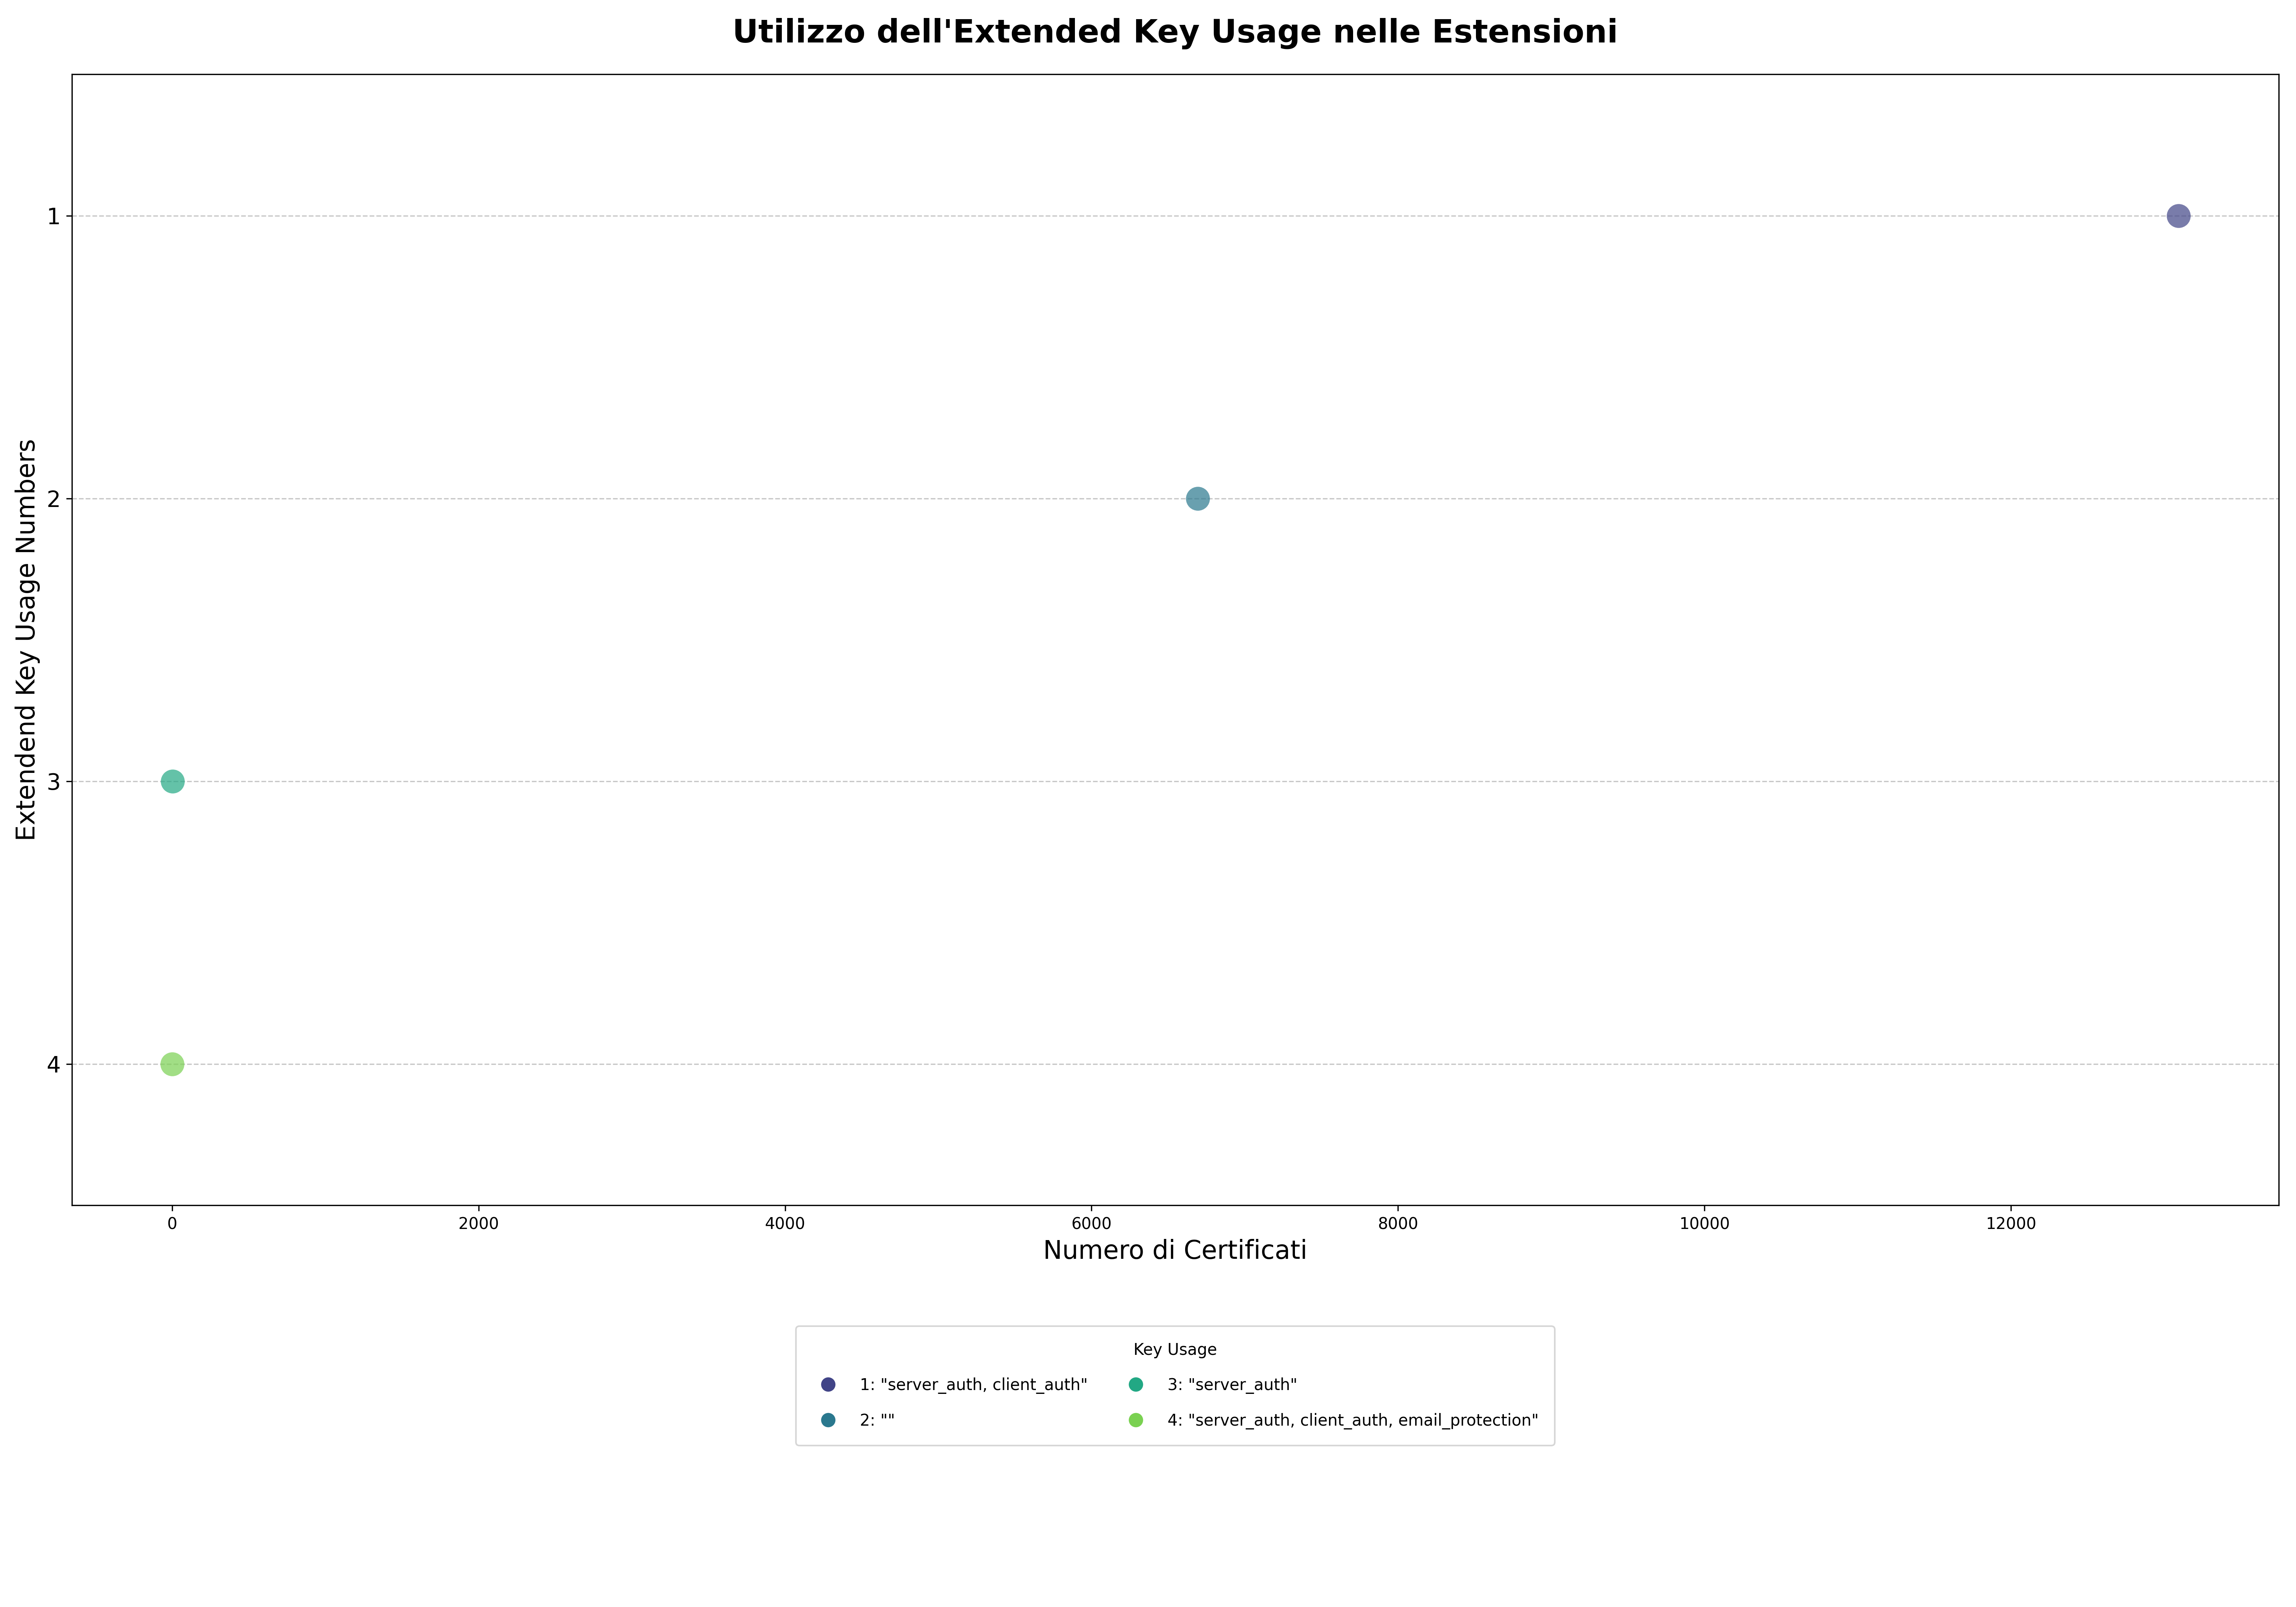 Utilizzo dell'Extended Key Usage nelle Estensioni
Extendend Key Usage Numbers
1
2
3
4
0 2000 4000 6000 8000 10000 12000
Numero di Certificati
Key Usage
1: "server_auth, client_auth"
2: ""
3: "server_auth"
4: "server_auth, client_auth, email_protection"